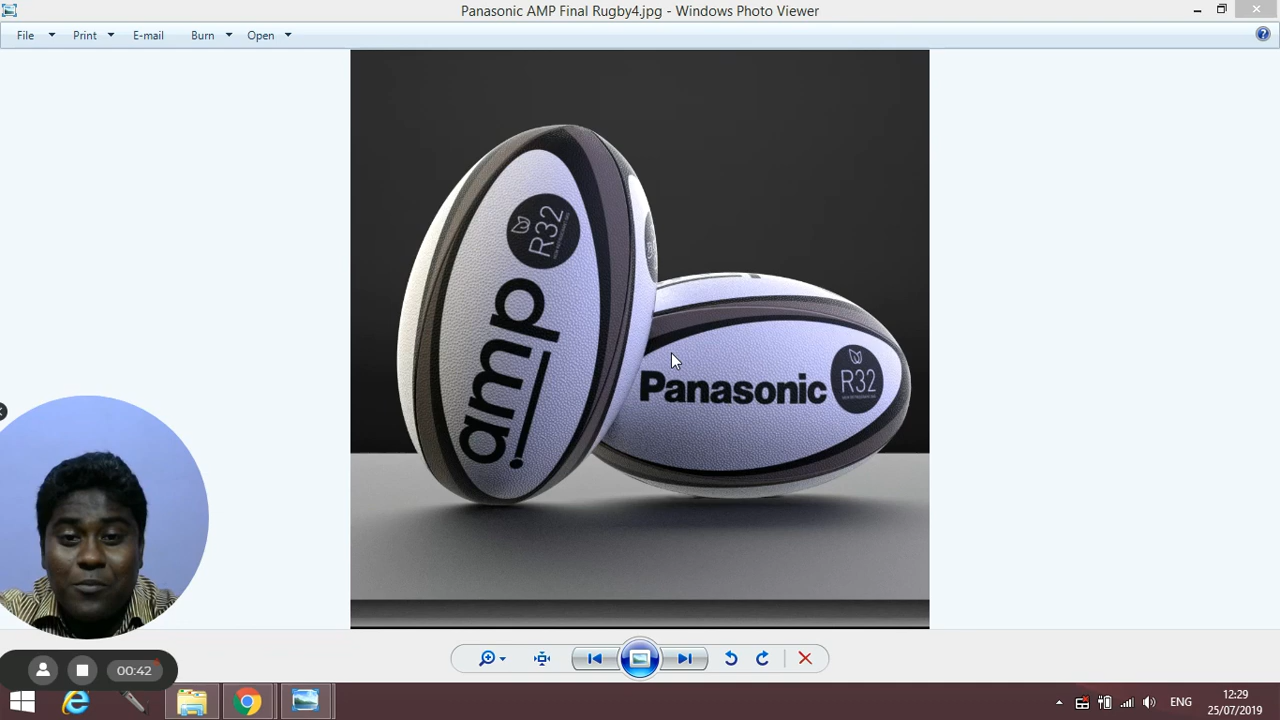 Panasonic AMP Final Rugby4.jpg - Windows Photo Viewer
File Print E-mail Burn Open
R32
amp
Panasonic
R32
00:42
ENG
12:29
25/07/2019